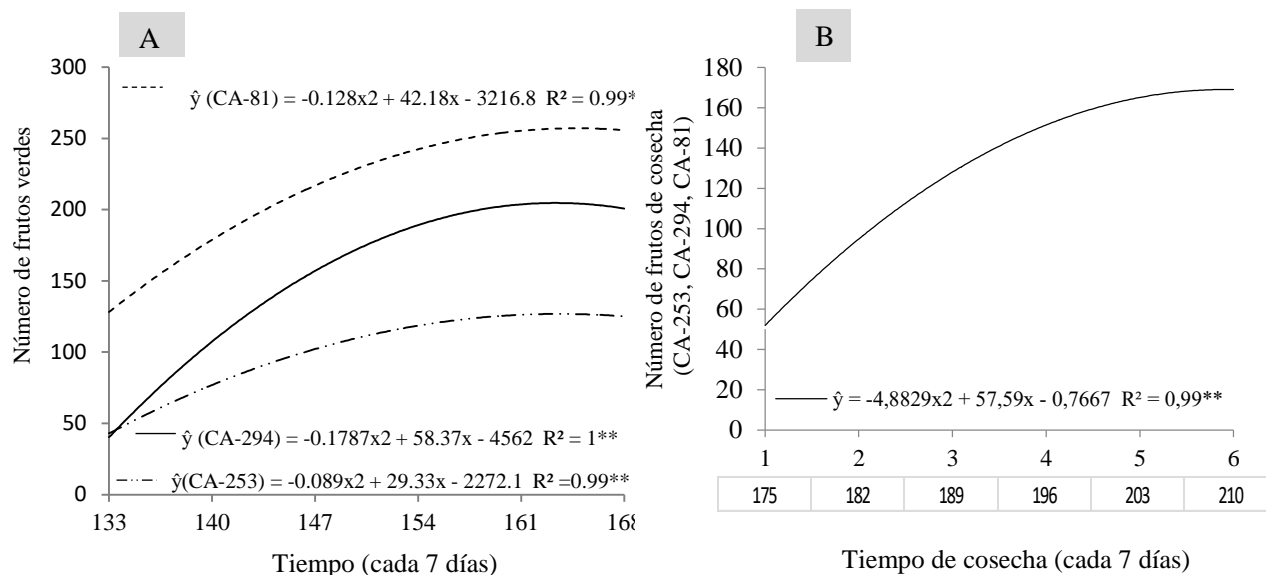 A
Número de frutos verdes
300
250
200
150
100
50
0
ŷ (CA-81) = -0.128x2 + 42.18x - 3216.8 R² = 0.99*
ŷ (CA-294) = -0.1787x2 + 58.37x - 4562 R² = 1**
ŷ(CA-253) = -0.089x2 + 29.33x - 2272.1 R² =0.99**
133 140 147 154 161 168
Tiempo (cada 7 días)
B
Número de frutos de cosecha
(CA-253, CA-294, CA-81)
180
160
140
120
100
80
60
40
20
0
ŷ = -4,8829x2 + 57,59x - 0,7667 R² = 0,99**
1 2 3 4 5 6
175 182 189 196 203 210
Tiempo de cosecha (cada 7 días)